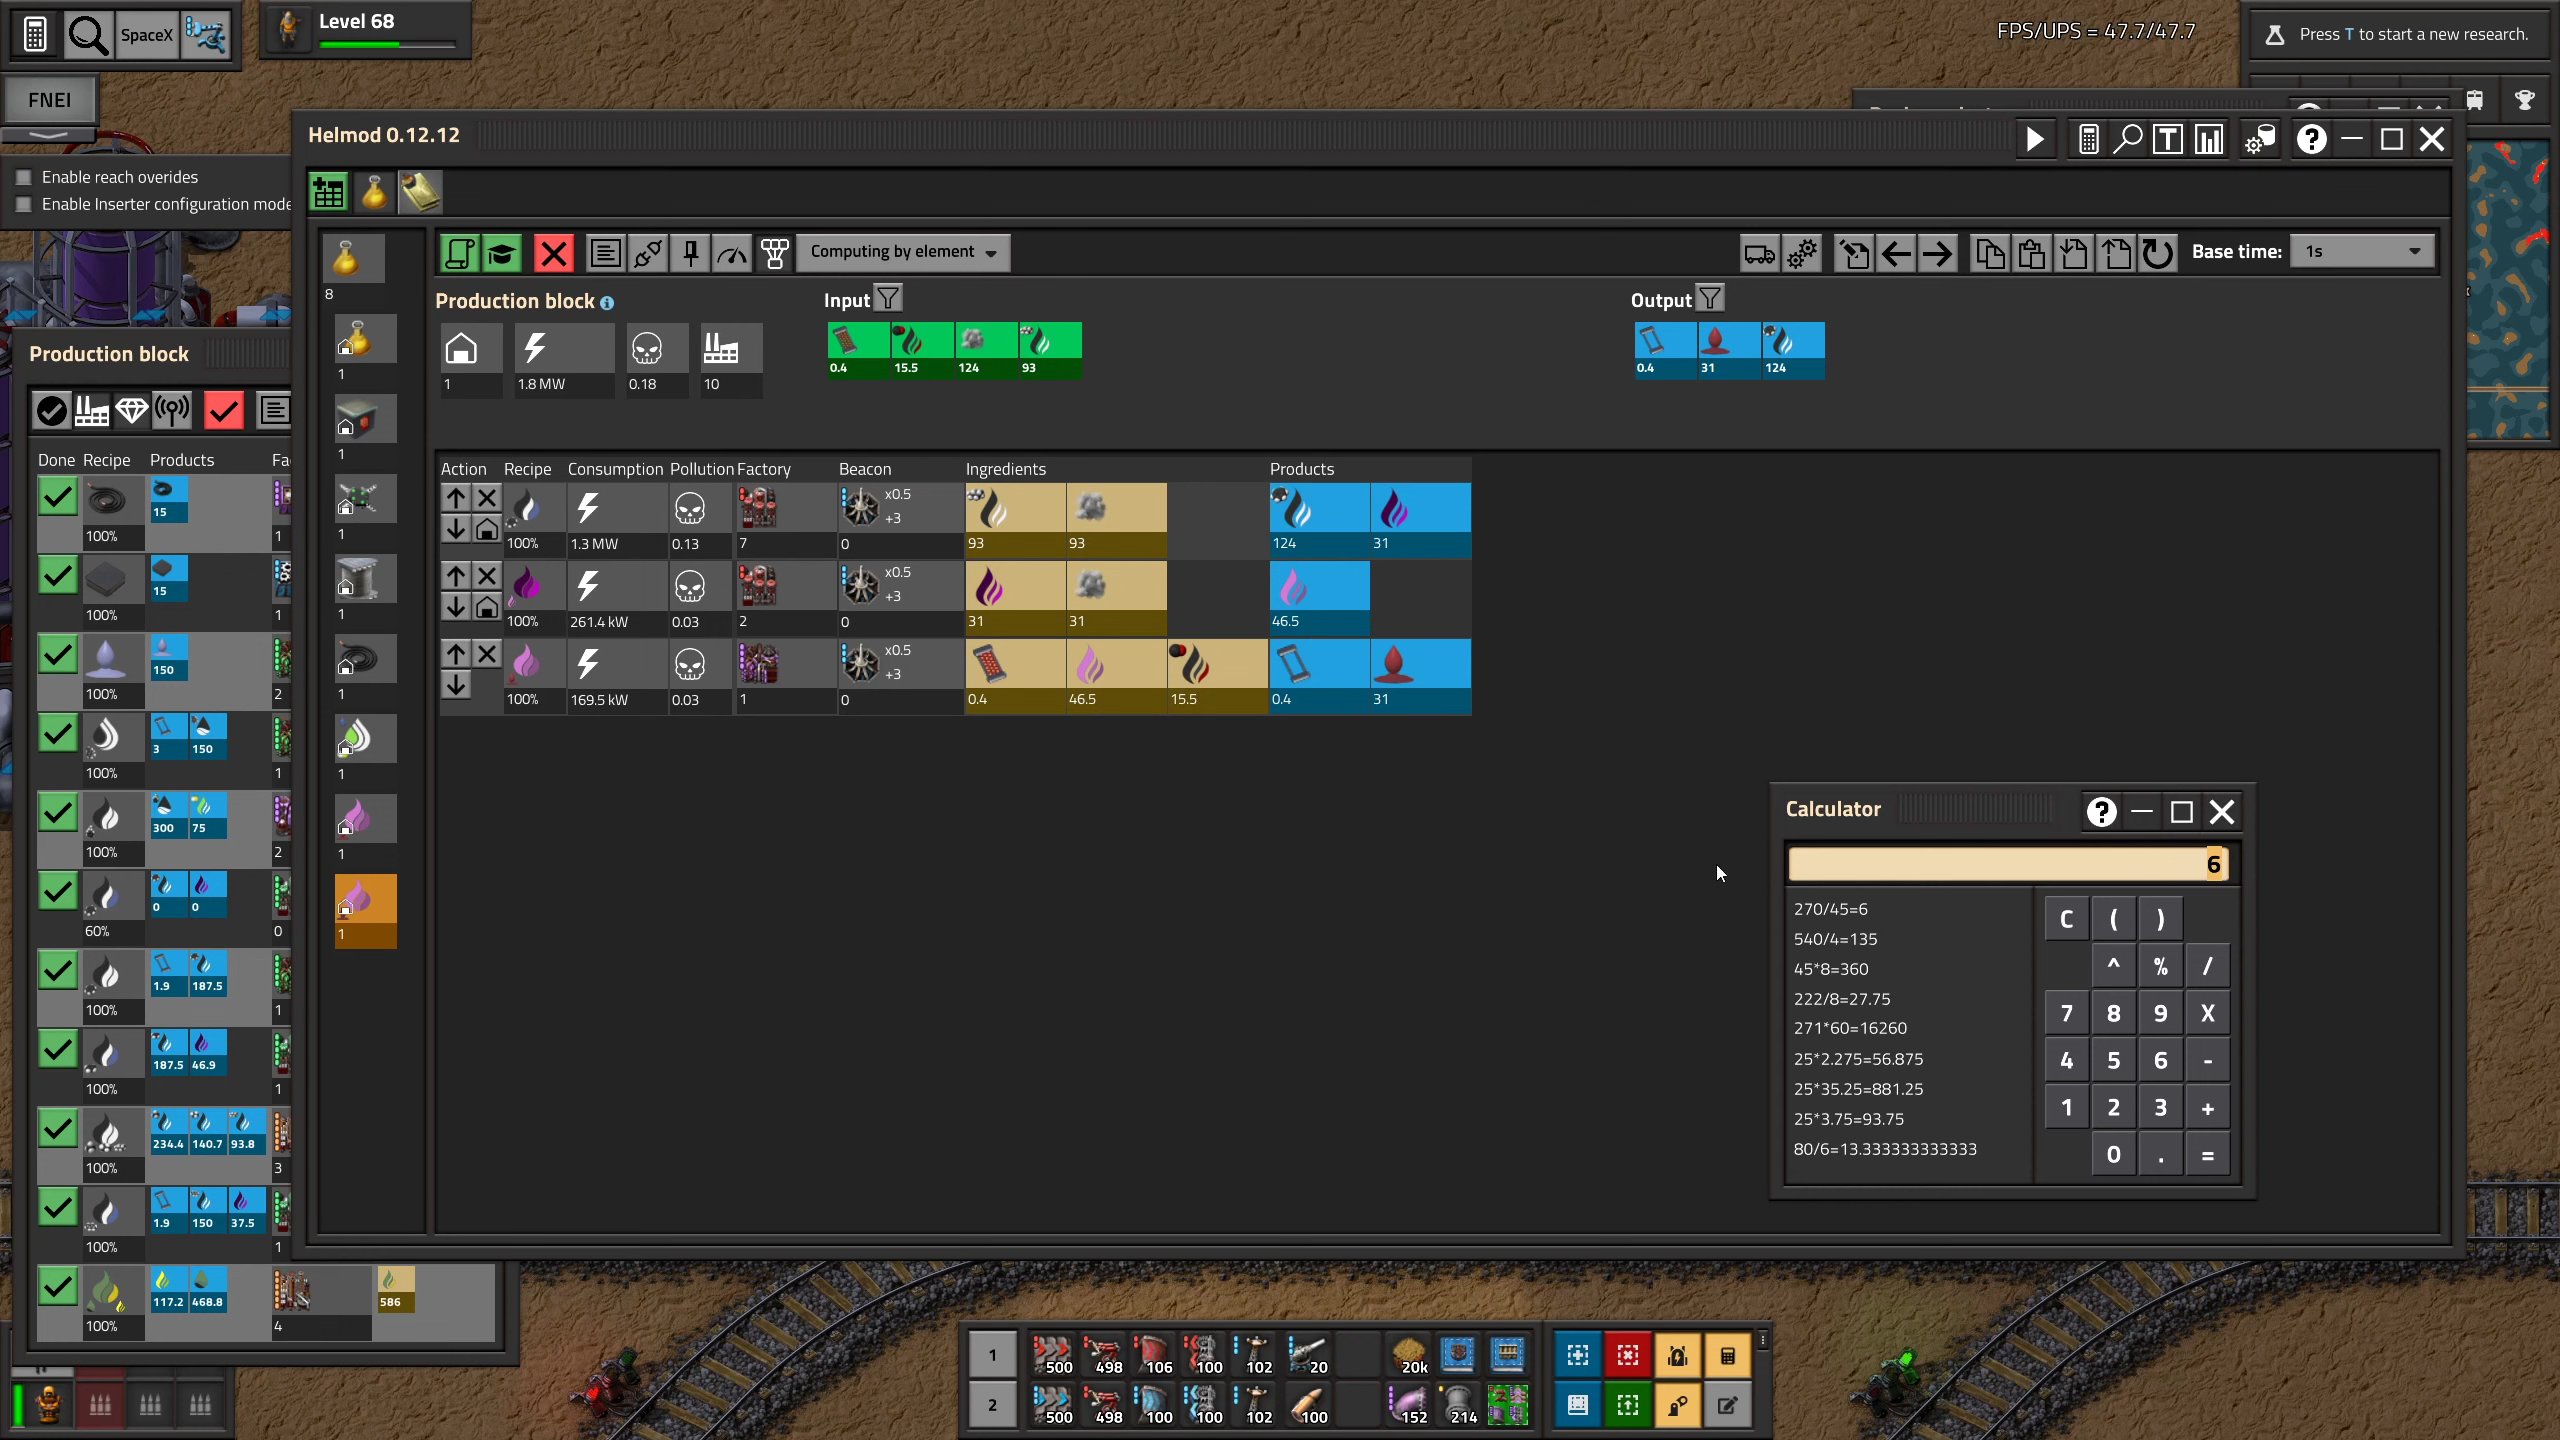 SpaceX
Level 68
FPS/UPS = 47.7/47.7
Press T to start a new research.
FNEI
Helmod 0.12.12
Enable reach overides
Enable Inserter configuration mode
8
1
1
1
1
1
1
1
1
Computing by element
Base time: 1s
Production block
1
1.8 MW
0.18
10
Input
0.4 15.5 124 93
Output
0.4 31 124
Action Recipe Consumption Pollution Factory Beacon Ingredients Products
x0.5
+3
100% 1.3 MW 0.13 7 0 93 93 124 31
x0.5
+3
100% 261.4 kW 0.03 2 0 31 31 46.5
x0.5
+3
100% 169.5 kW 0.03 1 0 0.4 46.5 15.5 0.4 31
Production block
Done Recipe Products Fa
15
100% 1
15
100% 1
150
100% 2
3 150
100% 1
300 75
100% 2
0 0
60% 0
1.9 187.5
100% 1
187.5 46.9
100% 1
234.4 140.7 93.8
100% 3
1.9 150 37.5
100% 1
117.2 468.8 586
100% 4
Calculator
6
270/45=6
540/4=135
45*8=360
222/8=27.75
271*60=16260
25*2.275=56.875
25*35.25=881.25
25*3.75=93.75
80/6=13.333333333333
C ( )
^ % /
7 8 9 X
4 5 6 -
1 2 3 +
0 . =
1 500 498 106 100 102 20 20k
2 500 498 100 100 102 100 152 214